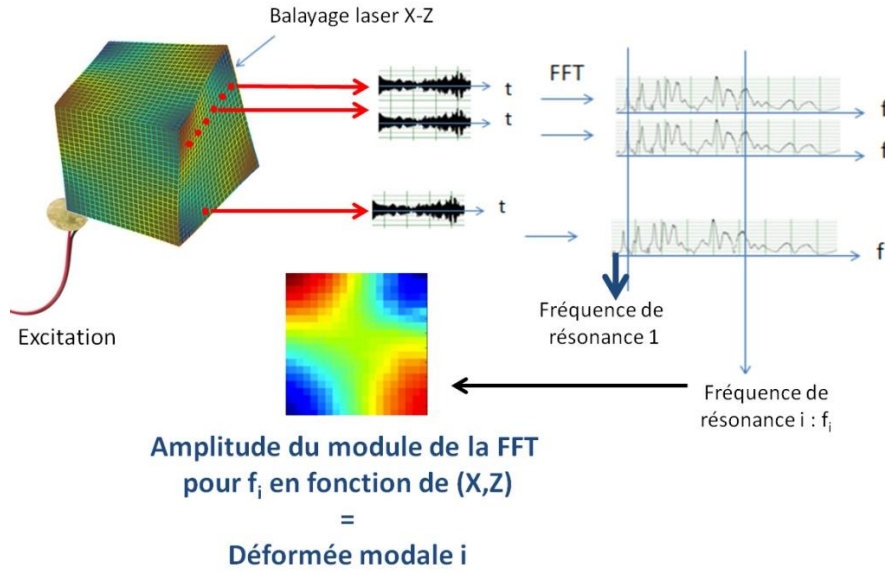 Balayage laser X-Z
t
FFT
f
t
f
t
f
Excitation
Fréquence de
résonance 1
Fréquence de
résonance i : fi
Amplitude du module de la FFT
pour fi en fonction de (X,Z)
=
Déformée modale i